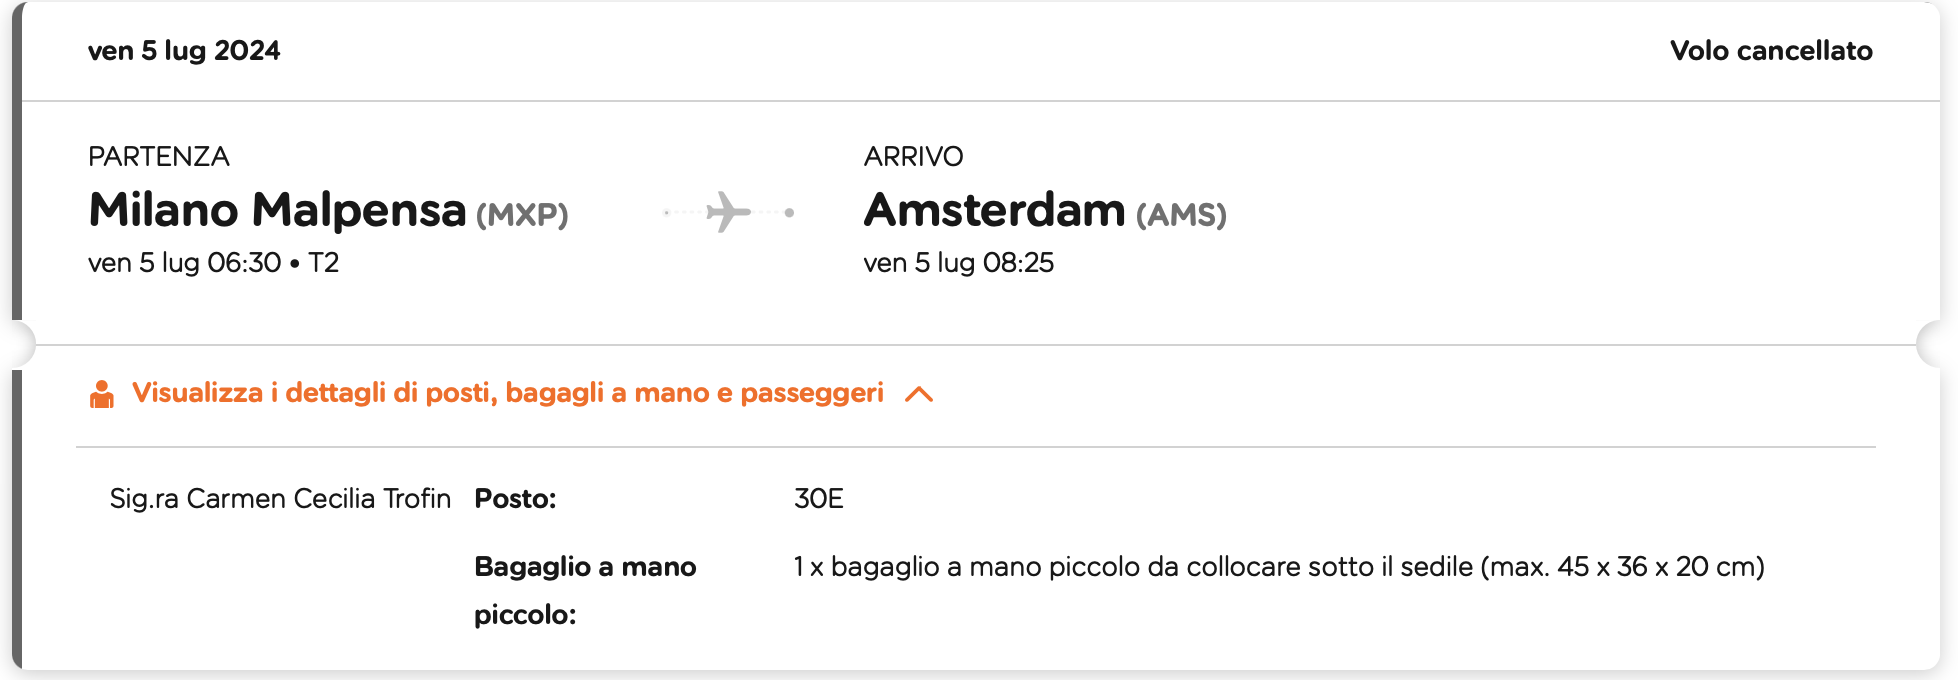 ven 5 lug 2024
Volo cancellato
PARTENZA
Milano Malpensa (MXP)
ven 5 lug 06:30 • T2
ARRIVO
Amsterdam (AMS)
ven 5 lug 08:25
Visualizza i dettagli di posti, bagagli a mano e passeggeri
Sig.ra Carmen Cecilia Trofin
Posto:
30E
Bagaglio a mano
piccolo:
1 x bagaglio a mano piccolo da collocare sotto il sedile (max. 45 x 36 x 20 cm)